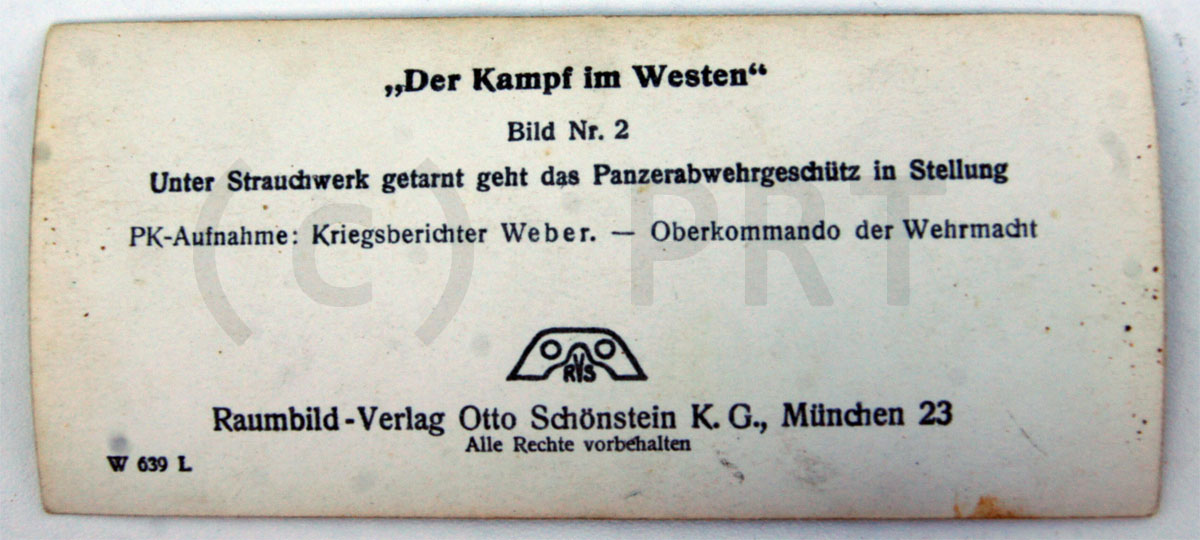 „Der Kampf im Westen“
Bild Nr. 2
Unter Strauchwerk getarnt geht das Panzerabwehrgeschütz in Stellung
PK-Aufnahme: Kriegsberichter Weber. — Oberkommando der Wehrmacht
(c) PRT
RVS
Raumbild-Verlag Otto Schönstein K. G., München 23
Alle Rechte vorbehalten
W 639 L